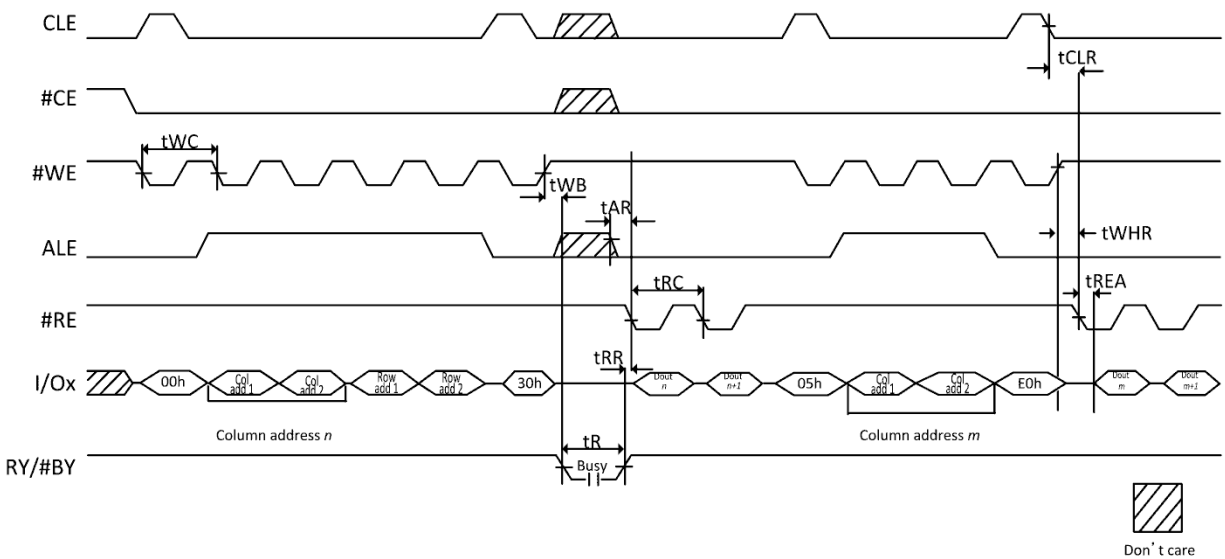 CLE
tCLR
#CE
tWC
#WE
tWB
tAR
tWHR
ALE
tRC
tREA
#RE
tRR
I/Ox
00h
Col
add 1
Col
add 2
Row
add 1
Row
add 2
30h
Dout
n
Dout
n+1
05h
Col
add 1
Col
add 2
E0h
Dout
m
Dout
m+1
Column address n
Column address m
tR
RY/#BY
Busy
Don't care